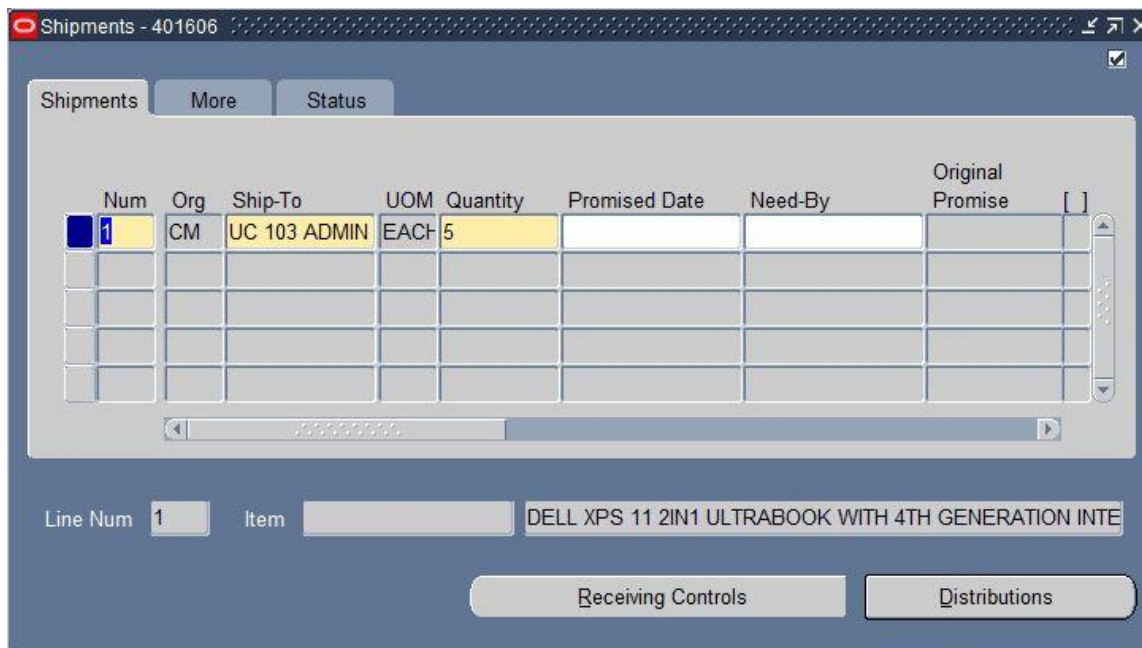 Shipments - 401606
Shipments More Status
Original
Num Org Ship-To UOM Quantity Promised Date Need-By Promise [ ]
1 CM UC 103 ADMIN EACH 5
Line Num 1 Item DELL XPS 11 2IN1 ULTRABOOK WITH 4TH GENERATION INTE
Receiving Controls Distributions